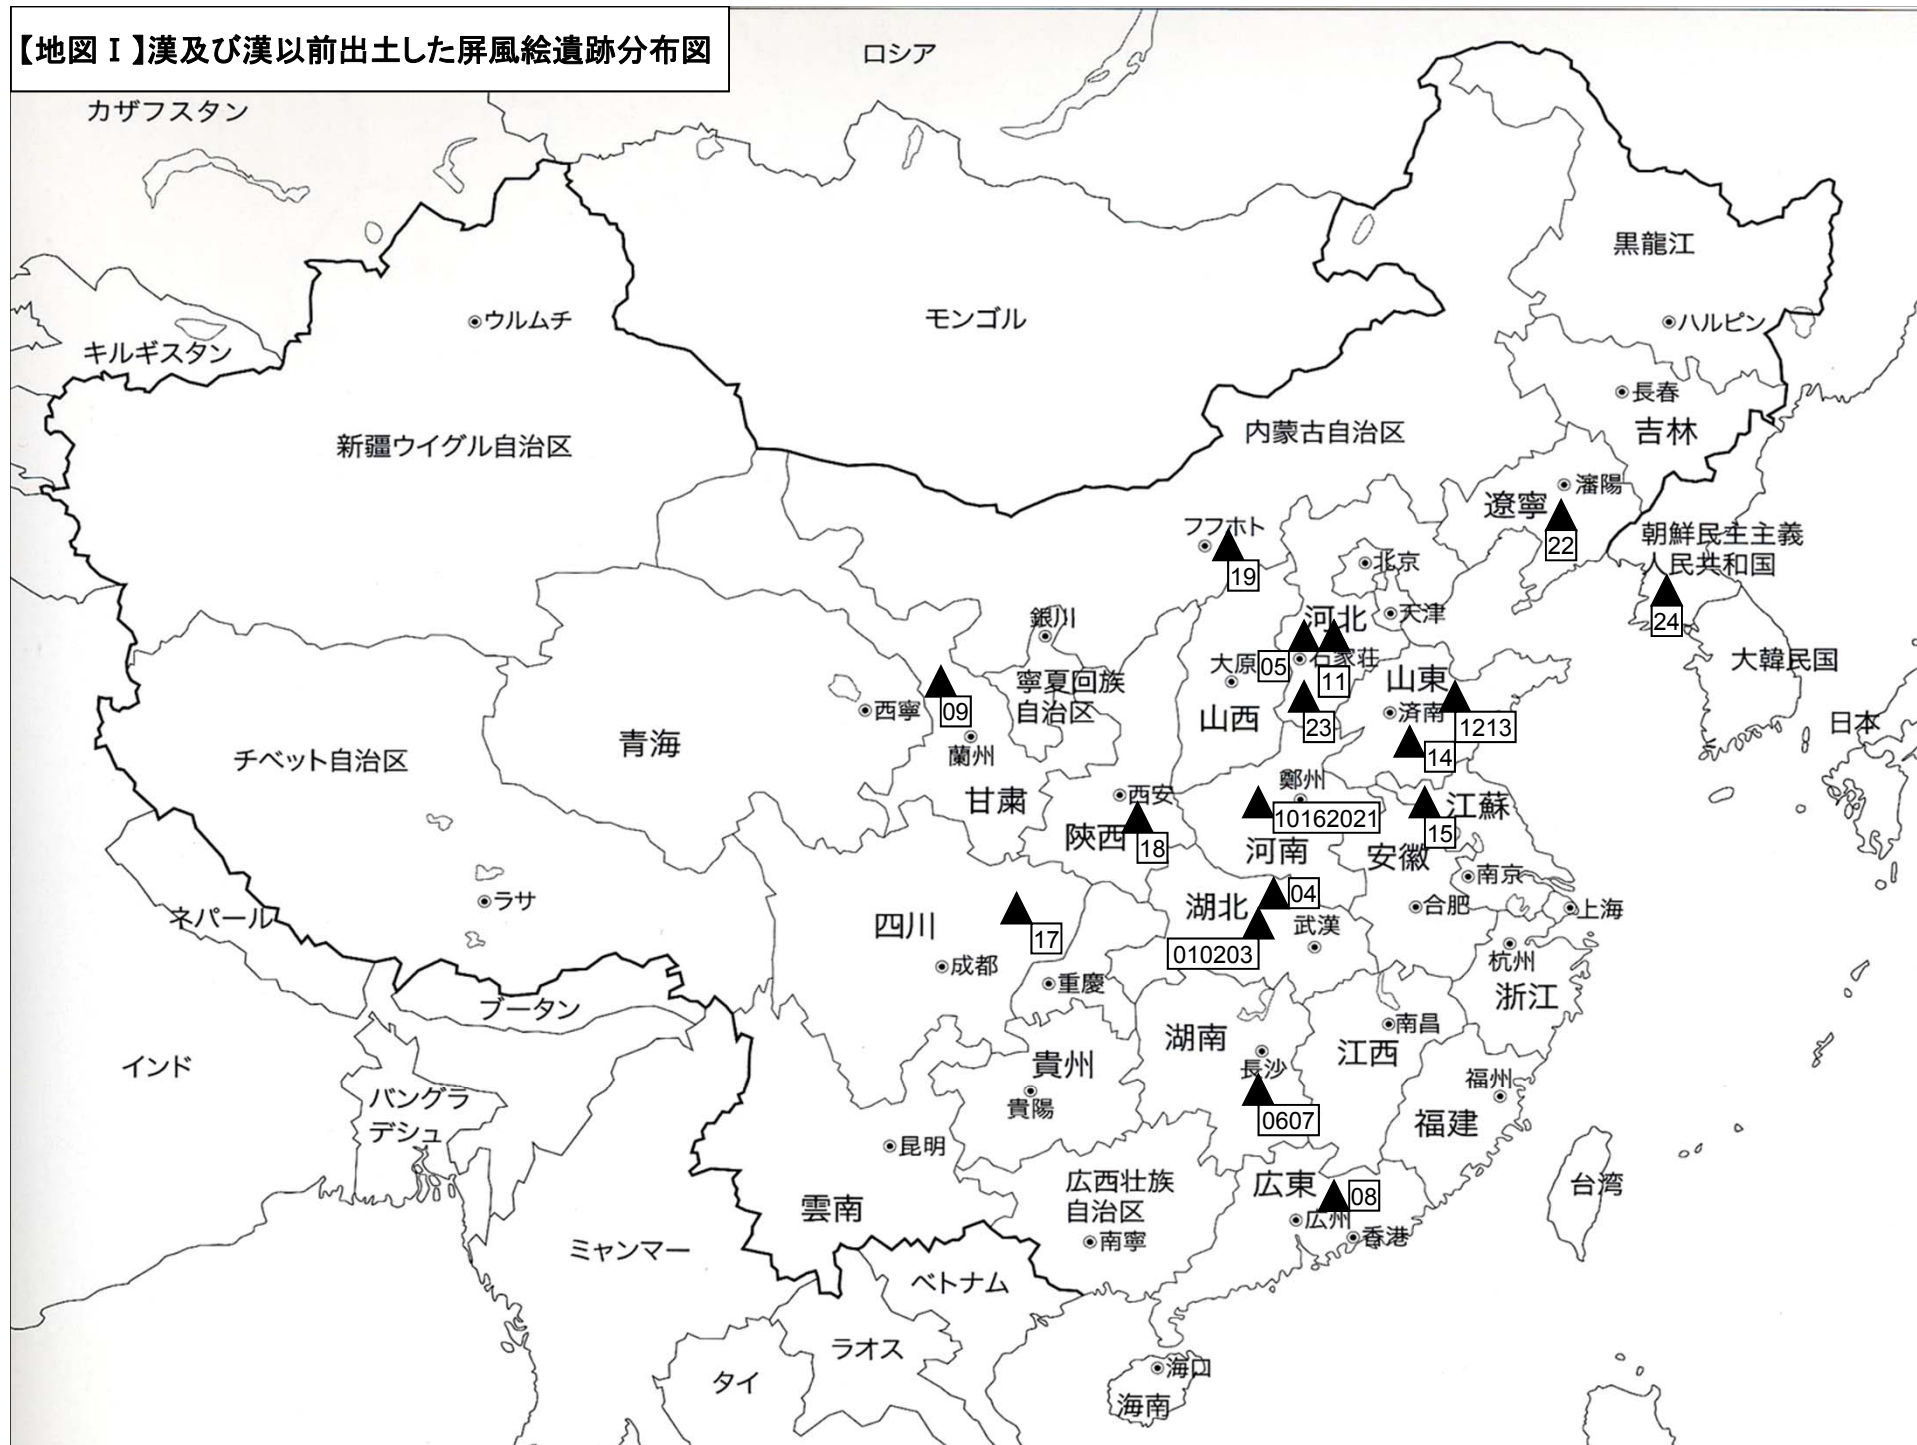 【地図Ⅰ】漢及び漢以前出土した屏風絵遺跡分布図
ロシア
カザフスタン
黒龍江
ウルムチ
モンゴル
ハルピン
キルギスタン
長春
吉林
内蒙古自治区
新疆ウイグル自治区
瀋陽
遼寧
22
フフホト
19
北京
朝鮮民主主義
人民共和国
24
銀川
河北
天津
大原
05
石家荘
11
大韓民国
寧夏回族
自治区
山東
09
西寧
山西
23
済南
1213
日本
青海
蘭州
14
チベット自治区
鄭州
甘粛
西安
10162021
江蘇
15
陝西
18
河南
安徽
南京
ラサ
湖北
04
合肥
上海
ネパール
四川
17
武漢
010203
成都
杭州
重慶
浙江
ブータン
南昌
湖南
江西
インド
貴州
長沙
福州
バングラ
デシュ
貴陽
0607
福建
昆明
広西壮族
自治区
広東
08
台湾
雲南
広州
香港
南寧
ミャンマー
ベトナム
ラオス
タイ
海口
海南